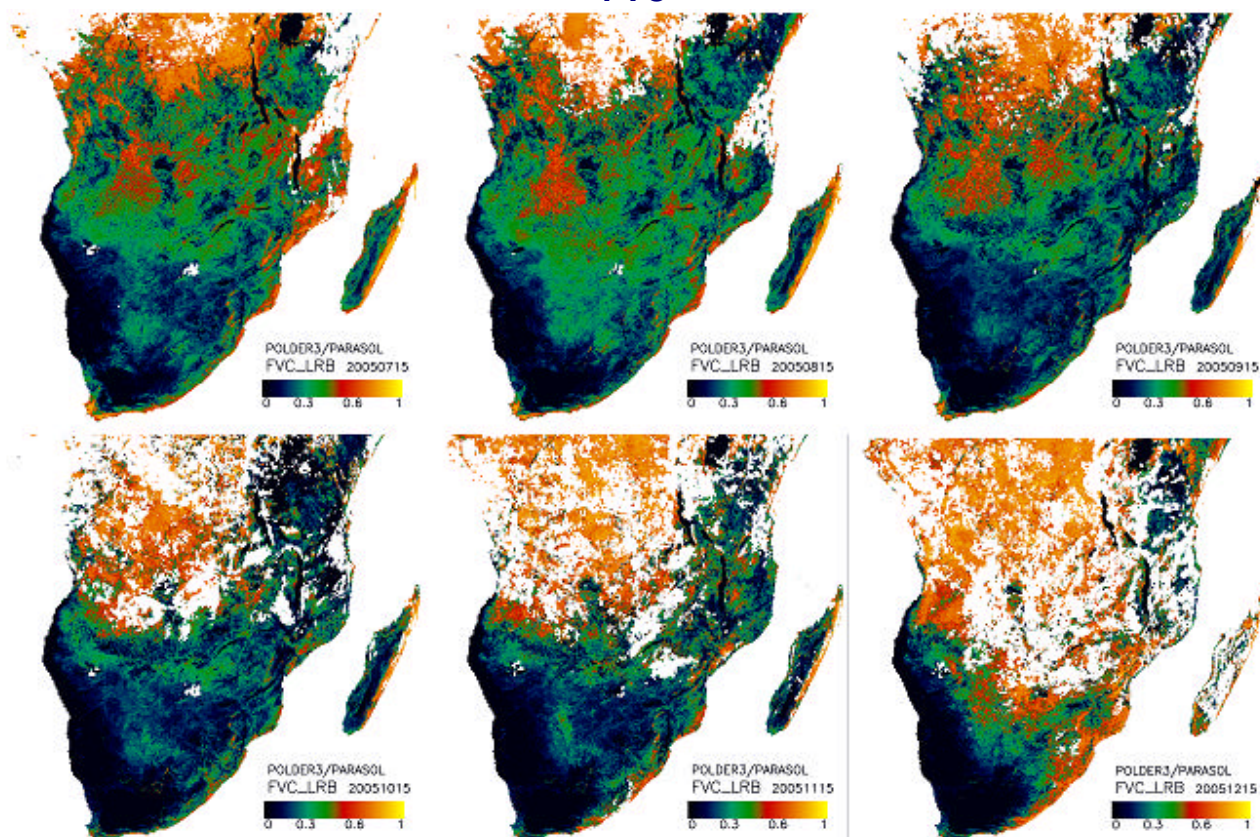 POLDER3/PARASOL
FVC_LRB 20050715
0 0.3 0.6 1
POLDER3/PARASOL
FVC_LRB 20050815
0 0.3 0.6 1
POLDER3/PARASOL
FVC_LRB 20050915
0 0.3 0.6 1
POLDER3/PARASOL
FVC_LRB 20051015
0 0.3 0.6 1
POLDER3/PARASOL
FVC_LRB 20051115
0 0.3 0.6 1
POLDER3/PARASOL
FVC_LRB 20051215
0 0.3 0.6 1